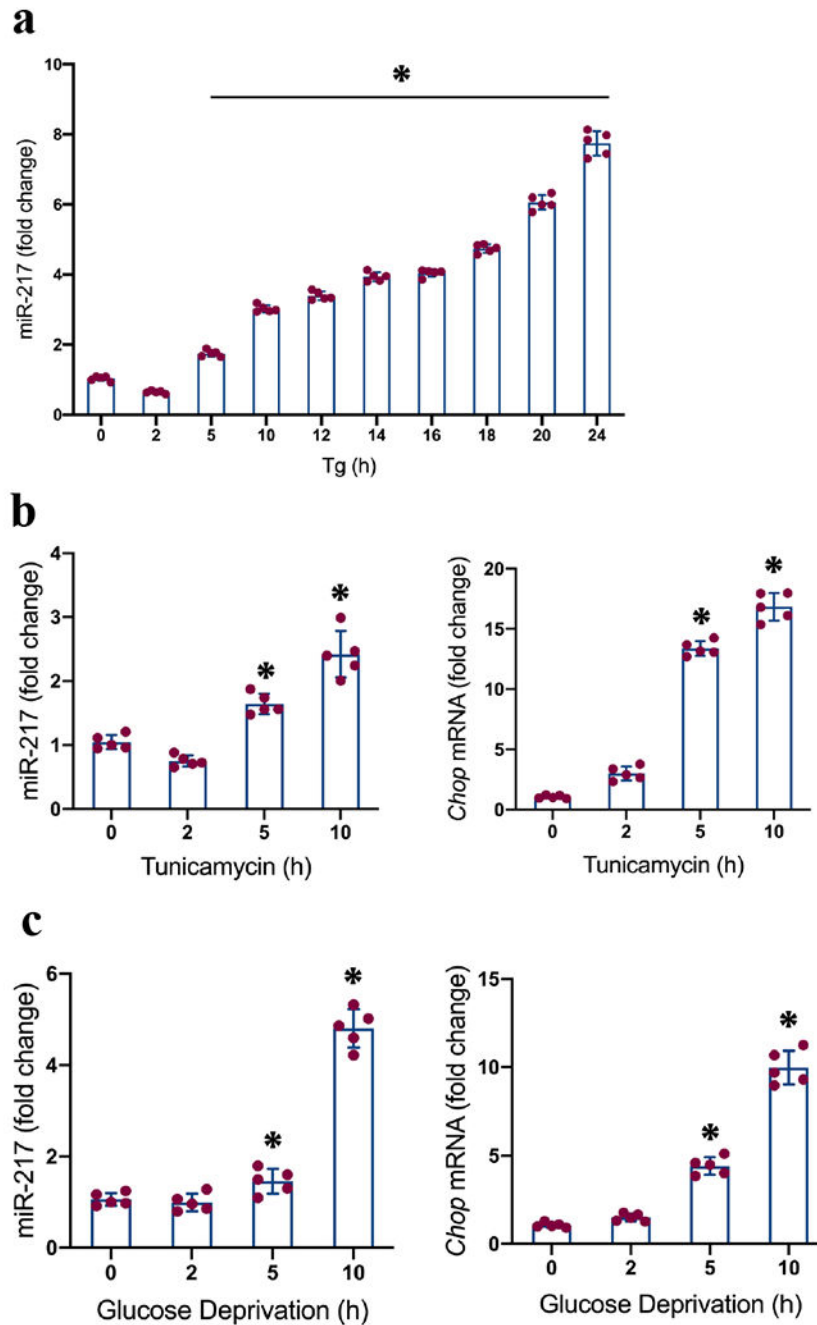 a
*
10
8
6
4
2
0
miR-217 (fold change)
0 2 5 10 12 14 16 18 20 24
Tg (h)
b
4
3
2
1
0
miR-217 (fold change)
*
*
0 2 5 10
Tunicamycin (h)
20
15
10
5
0
Chop mRNA (fold change)
*
*
0 2 5 10
Tunicamycin (h)
c
6
4
2
0
miR-217 (fold change)
*
*
0 2 5 10
Glucose Deprivation (h)
15
10
5
0
Chop mRNA (fold change)
*
*
0 2 5 10
Glucose Deprivation (h)